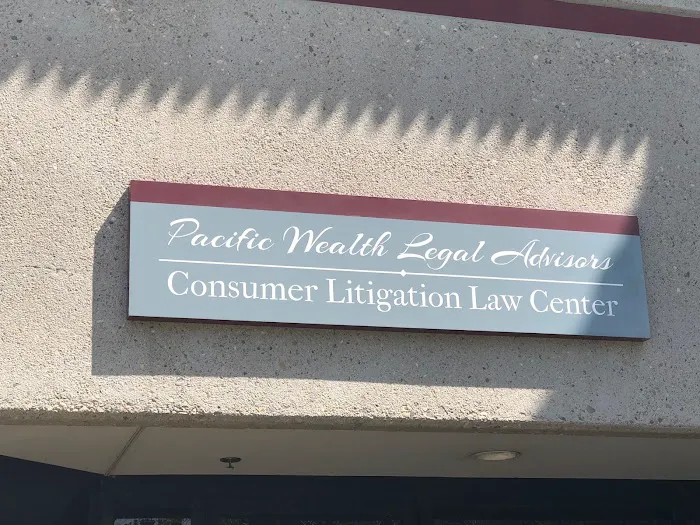 Pacific Wealth Legal Advisors
Consumer Litigation Law Center